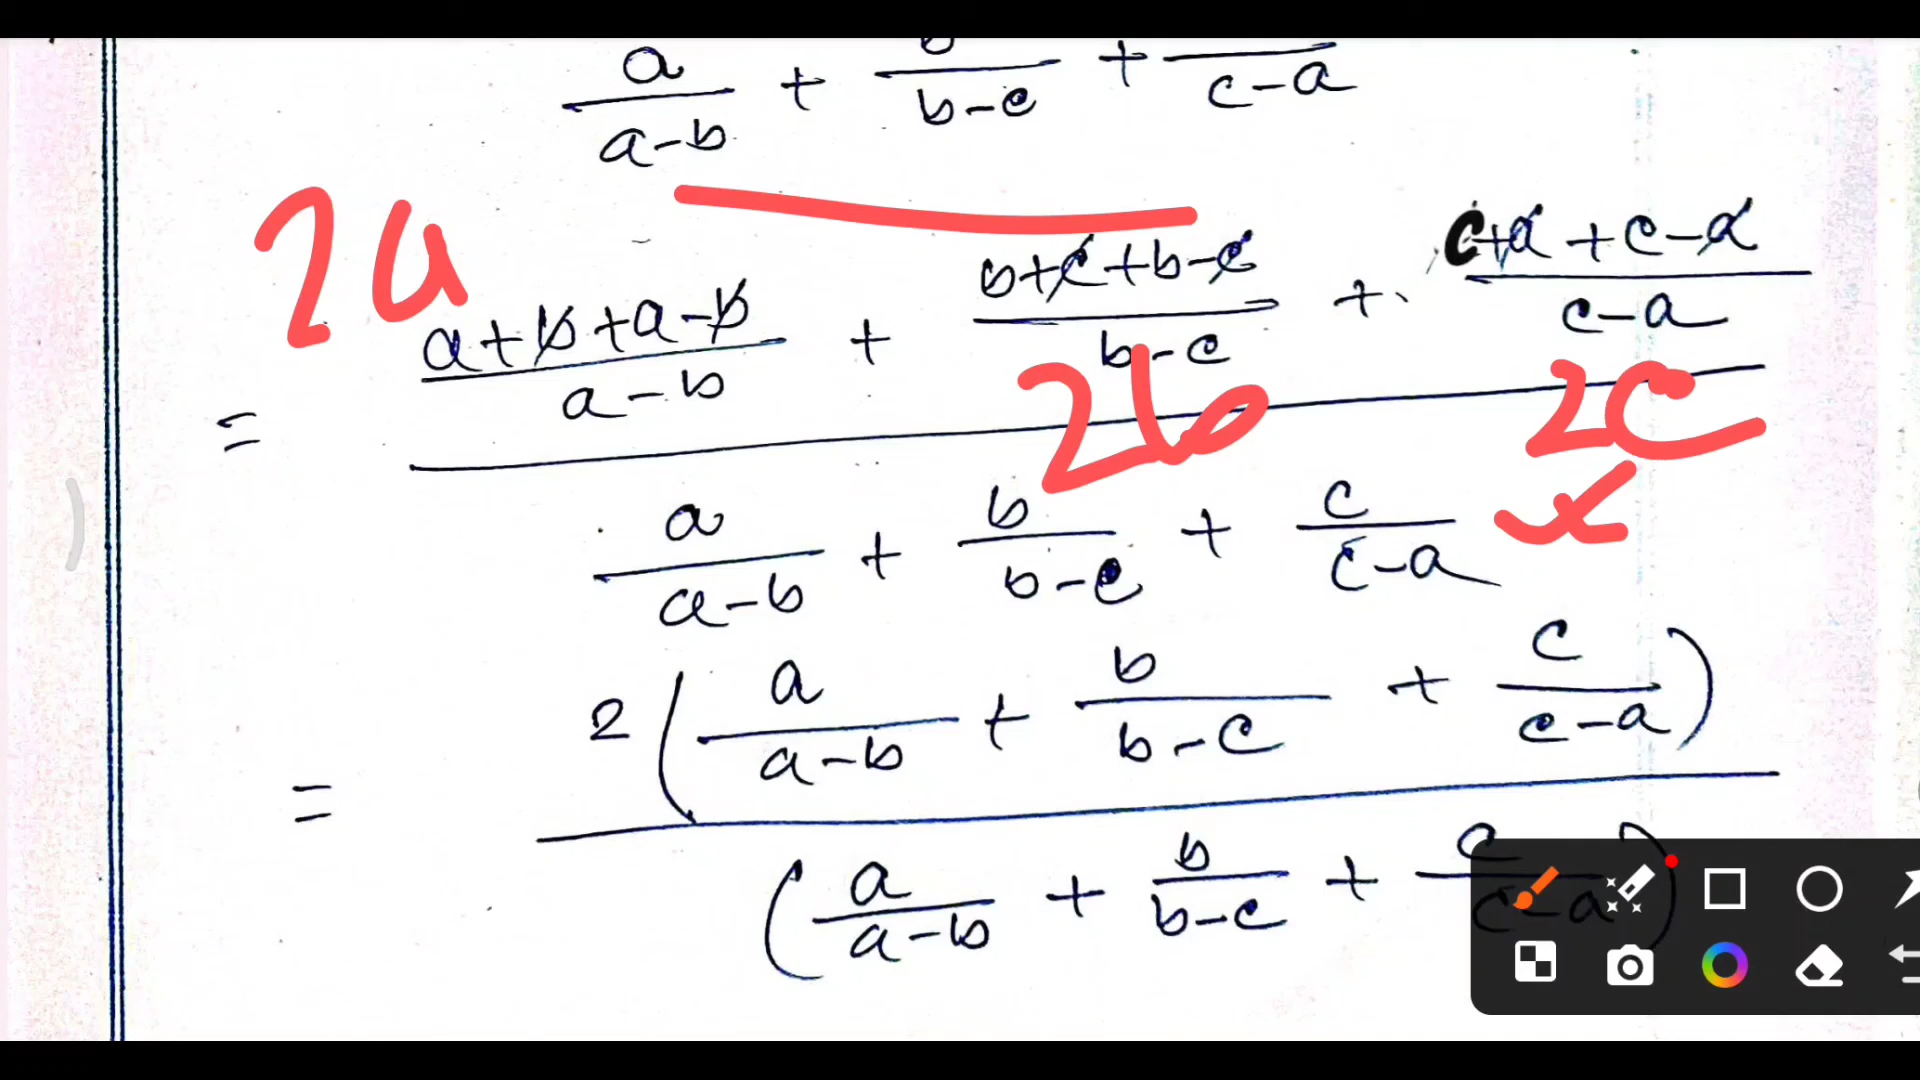 a/(a-b) + b/(b-c) + /(c-a)
2a
= ((a+b+a-b)/(a-b) + (b+c+b-c)/(b-c) + (c+a+c-a)/(c-a)) / (a/(a-b) + b/(b-c) + c/(c-a))
2b 2c
= 2(a/(a-b) + b/(b-c) + c/(c-a)) / (a/(a-b) + b/(b-c) + c/(c-a))